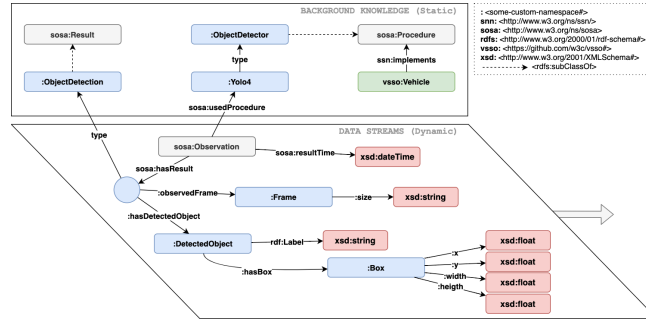 BACKGROUND KNOWLEDGE (Static)
sosa:Result
:ObjectDetector
sosa:Procedure
type
ssn:implements
:ObjectDetection
:Yolo4
vsso:Vehicle
sosa:usedProcedure
: <some-custom-namespace#>
snn: <http://www.w3.org/ns/ssn/>
sosa: <http://www.w3.org/ns/sosa>
rdfs: <http://www.w3.org/2000/01/rdf-schema#>
vsso: <https://github.com/w3c/vsso#>
xsd: <http://www.w3.org/2001/XMLSchema#>
<rdfs:subClassOf>
DATA STREAMS (Dynamic)
type
sosa:Observation
sosa:resultTime
xsd:dateTime
sosa:hasResult
:observedFrame
:Frame
:size
xsd:string
:hasDetectedObject
:DetectedObject
rdf:Label
xsd:string
:hasBox
:Box
:x
xsd:float
:y
xsd:float
:width
xsd:float
:heigth
xsd:float